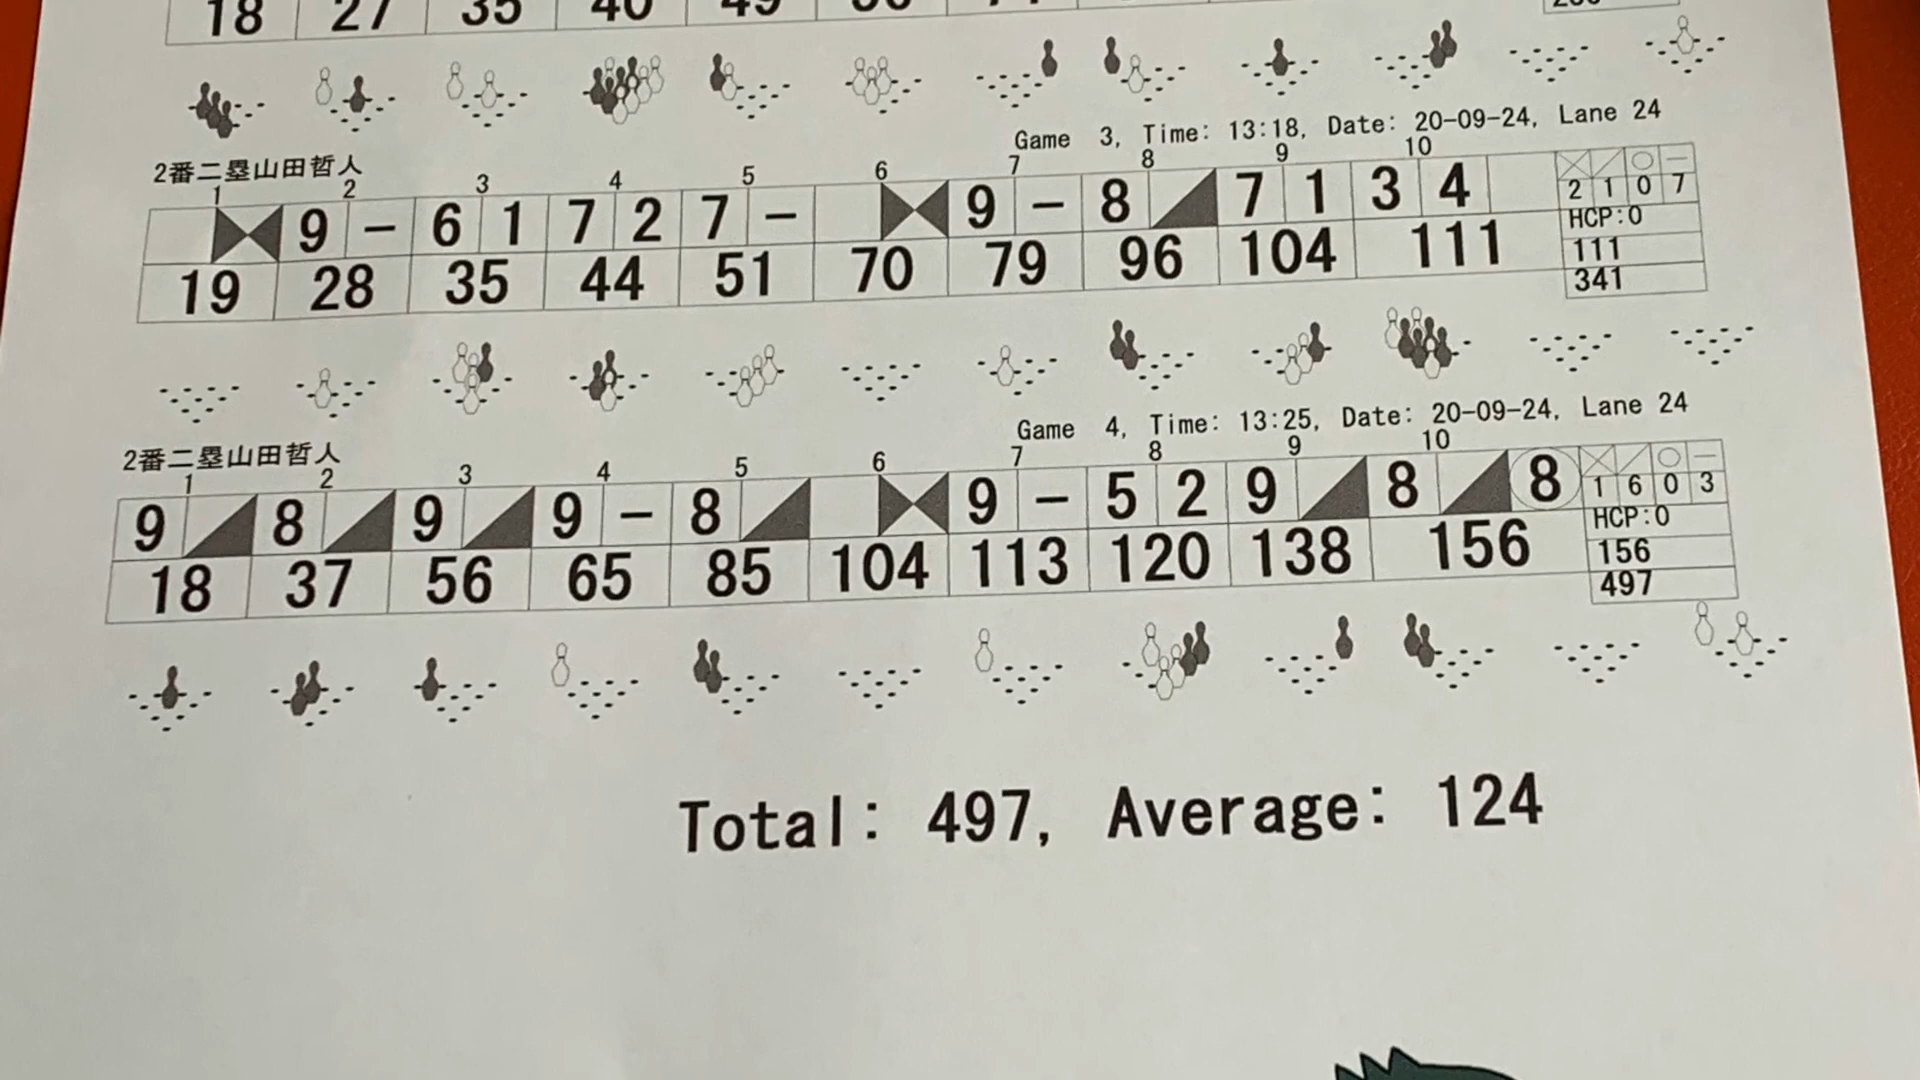 18 27 35 40 49
Game 3, Time: 13:18, Date: 20-09-24, Lane 24
2番二塁山田哲人
1 2 3 4 5 6 7 8 9 10
9 - 6 1 7 2 7 - 9 - 8 7 1 3 4
2 1 0 7
19 28 35 44 51 70 79 96 104 111
HCP:0
111
341
Game 4, Time: 13:25, Date: 20-09-24, Lane 24
2番二塁山田哲人
1 2 3 4 5 6 7 8 9 10
9 8 9 9 - 8 9 - 5 2 9 8 8
1 6 0 3
18 37 56 65 85 104 113 120 138 156
HCP:0
156
497
Total: 497, Average: 124